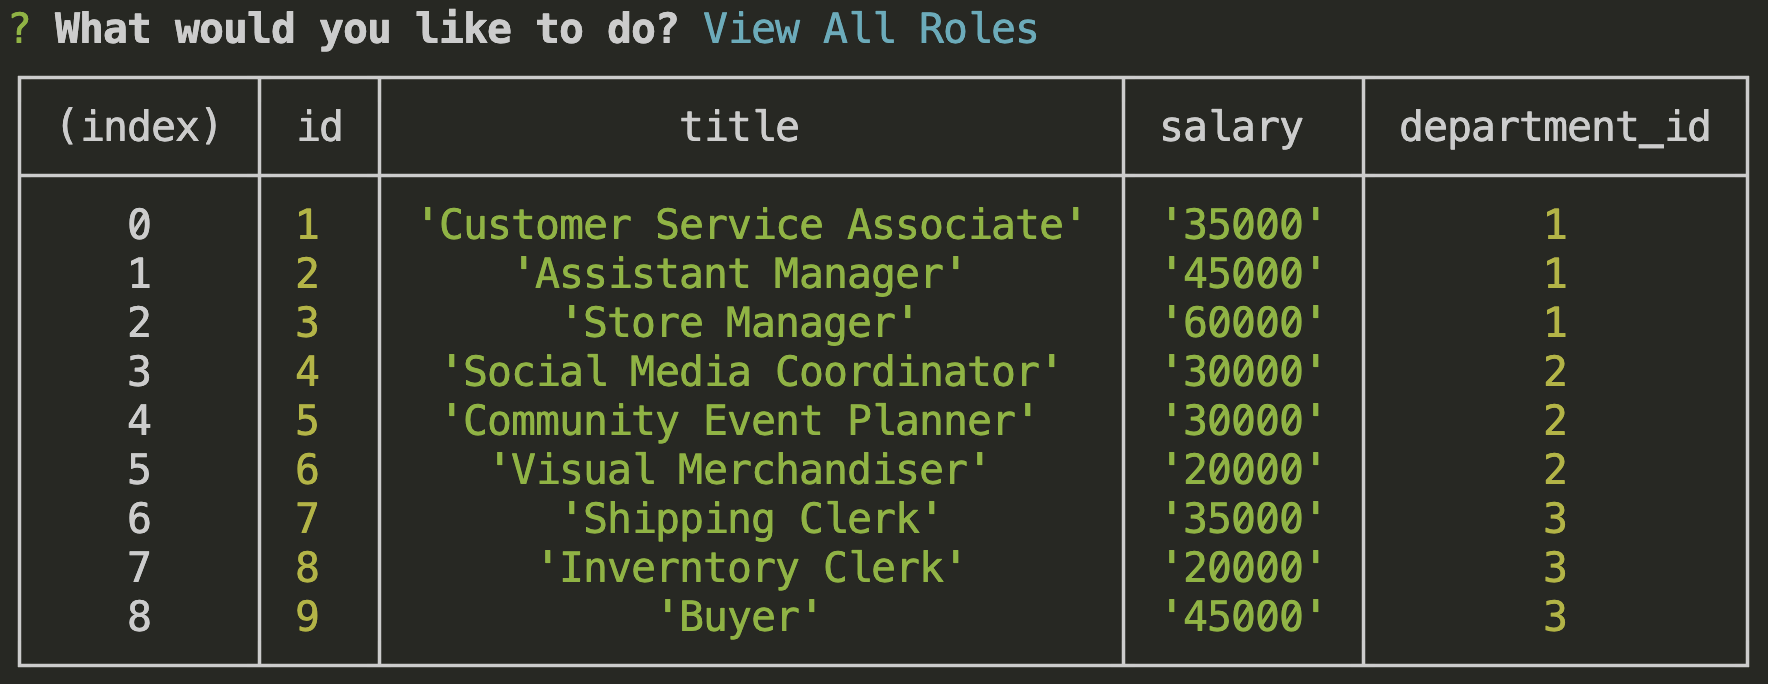 ? What would you like to do? View All Roles
(index) id title salary department_id
0 1 'Customer Service Associate' '35000' 1
1 2 'Assistant Manager' '45000' 1
2 3 'Store Manager' '60000' 1
3 4 'Social Media Coordinator' '30000' 2
4 5 'Community Event Planner' '30000' 2
5 6 'Visual Merchandiser' '20000' 2
6 7 'Shipping Clerk' '35000' 3
7 8 'Inverntory Clerk' '20000' 3
8 9 'Buyer' '45000' 3